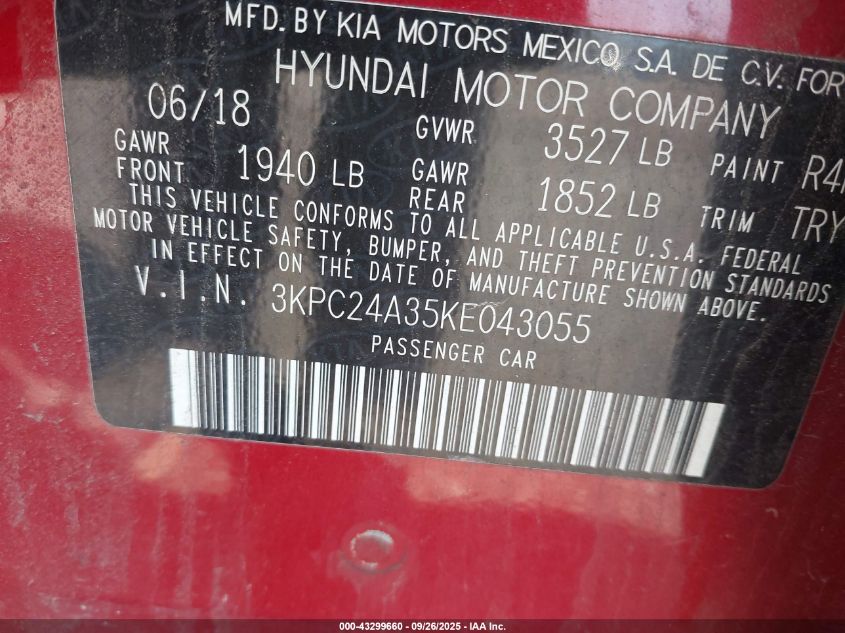 MFD. BY KIA MOTORS MEXICO, S.A. DE C.V. FOR
HYUNDAI MOTOR COMPANY
06/18 GVWR 3527 LB PAINT
GAWR FRONT 1940 LB GAWR REAR 1852 LB TRIM TRY
THIS VEHICLE CONFORMS TO ALL APPLICABLE U.S.A. FEDERAL
MOTOR VEHICLE SAFETY, BUMPER, AND THEFT PREVENTION STANDARDS
IN EFFECT ON THE DATE OF MANUFACTURE SHOWN ABOVE.
V.I.N. 3KPC24A35KE043055
PASSENGER CAR
000-43299660 - 09/26/2025 - IAA Inc.